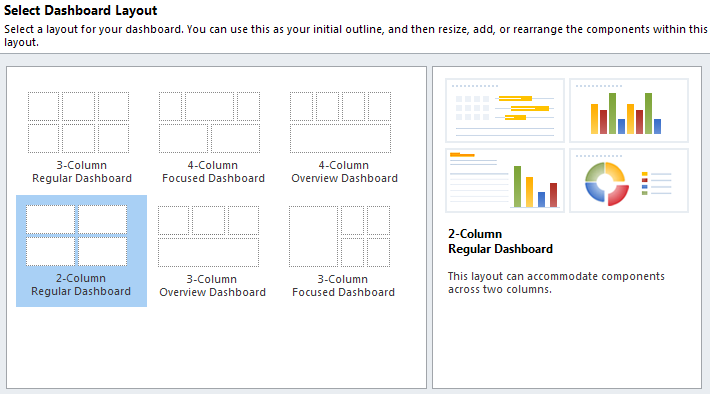 Select Dashboard Layout
Select a layout for your dashboard. You can use this as your initial outline, and then resize, add, or rearrange the components within this
layout.
3-Column
Regular Dashboard
4-Column
Focused Dashboard
4-Column
Overview Dashboard
2-Column
Regular Dashboard
3-Column
Overview Dashboard
3-Column
Focused Dashboard
2-Column
Regular Dashboard
This layout can accommodate components
across two columns.